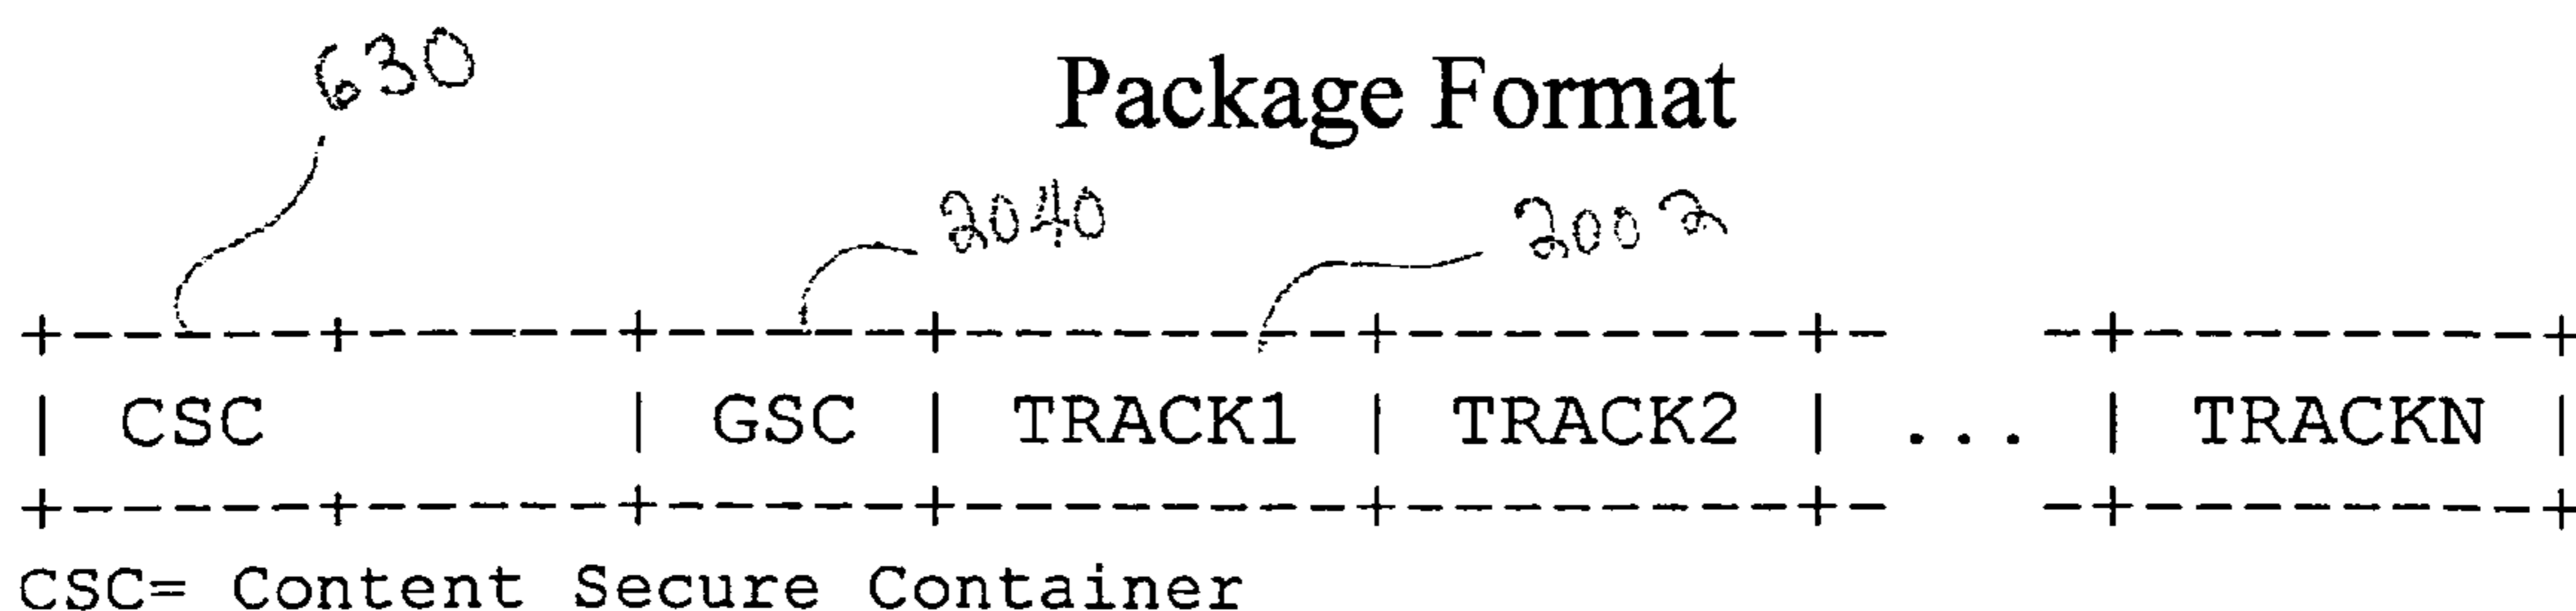 630
Package Format
2040
2002
+-----+-----+-----+--------+--------+- -+--------+
| CSC | GSC | TRACK1 | TRACK2 | ... | TRACKN |
+-----+-----+-----+--------+--------+- -+--------+
CSC= Content Secure Container